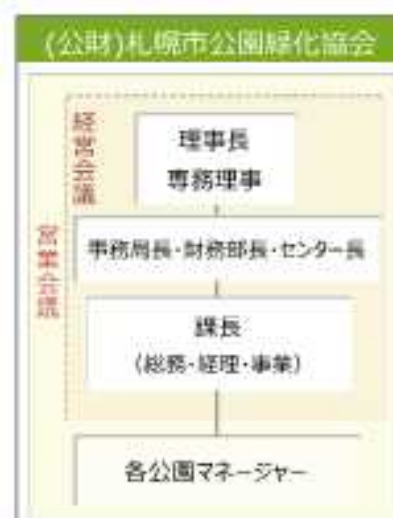 (公財)札幌市公園緑化協会
経営会議
理事長
専務理事
営業会議
事務局長・財務部長・センター長
課長
(総務・経理・事業)
各公園マネージャー